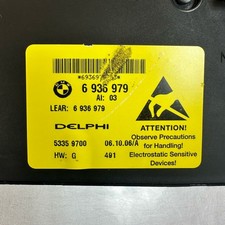 6 936 979
AI: 03
LEAR: 6 936 979
DELPHI
5335 9700 06.10.06/A
HW: G 491
ATTENTION!
Observe Precautions
for Handling!
Electrostatic Sensitive
Devices!